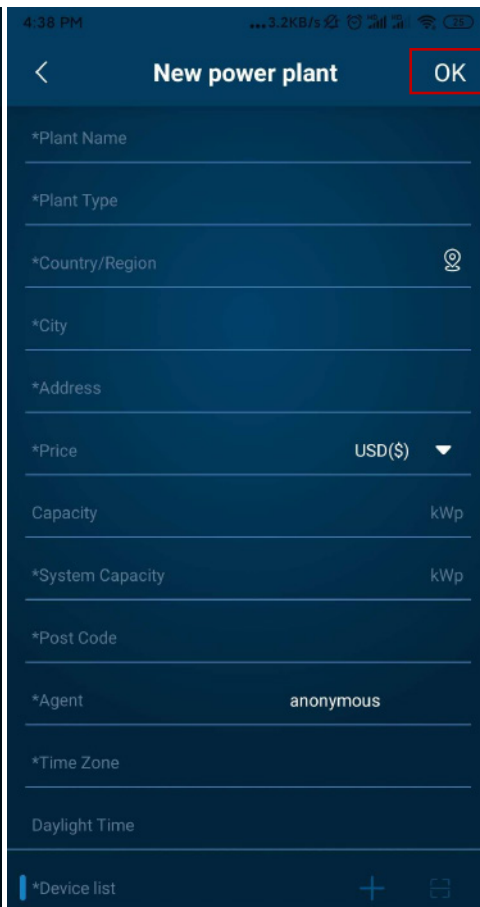 4:38 PM ...3.2KB/s 25
New power plant OK
*Plant Name
*Plant Type
*Country/Region
*City
*Address
*Price USD($)
Capacity kWp
*System Capacity kWp
*Post Code
*Agent anonymous
*Time Zone
Daylight Time
*Device list